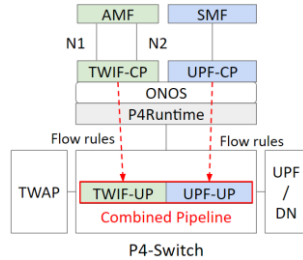 AMF SMF
N1 N2
TWIF-CP UPF-CP
ONOS
P4Runtime
Flow rules Flow rules
TWAP TWIF-UP UPF-UP UPF
/
DN
Combined Pipeline
P4-Switch